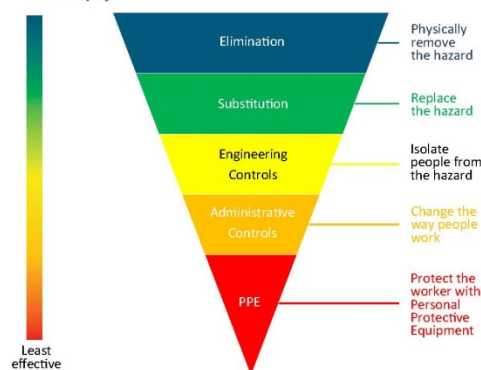 Elimination
Physically
remove
the hazard
Substitution
Replace
the hazard
Engineering
Controls
Isolate
people from
the hazard
Administrative
Controls
Change the
way people
work
PPE
Protect the
worker with
Personal
Protective
Equipment
Least
effective